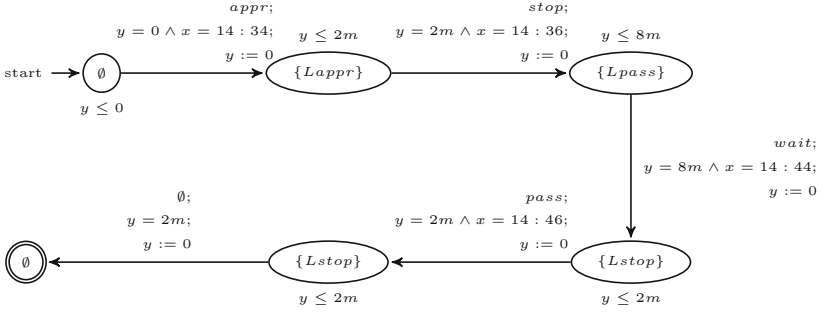 appr;
y = 0 ∧ x = 14 : 34;
y := 0
stop;
y = 2m ∧ x = 14 : 36;
y := 0
y ≤ 2m
y ≤ 8m
start
∅
{Lappr}
{Lpass}
y ≤ 0
wait;
y = 8m ∧ x = 14 : 44;
y := 0
∅;
y = 2m;
y := 0
pass;
y = 2m ∧ x = 14 : 46;
y := 0
∅
{Lstop}
{Lstop}
y ≤ 2m
y ≤ 2m